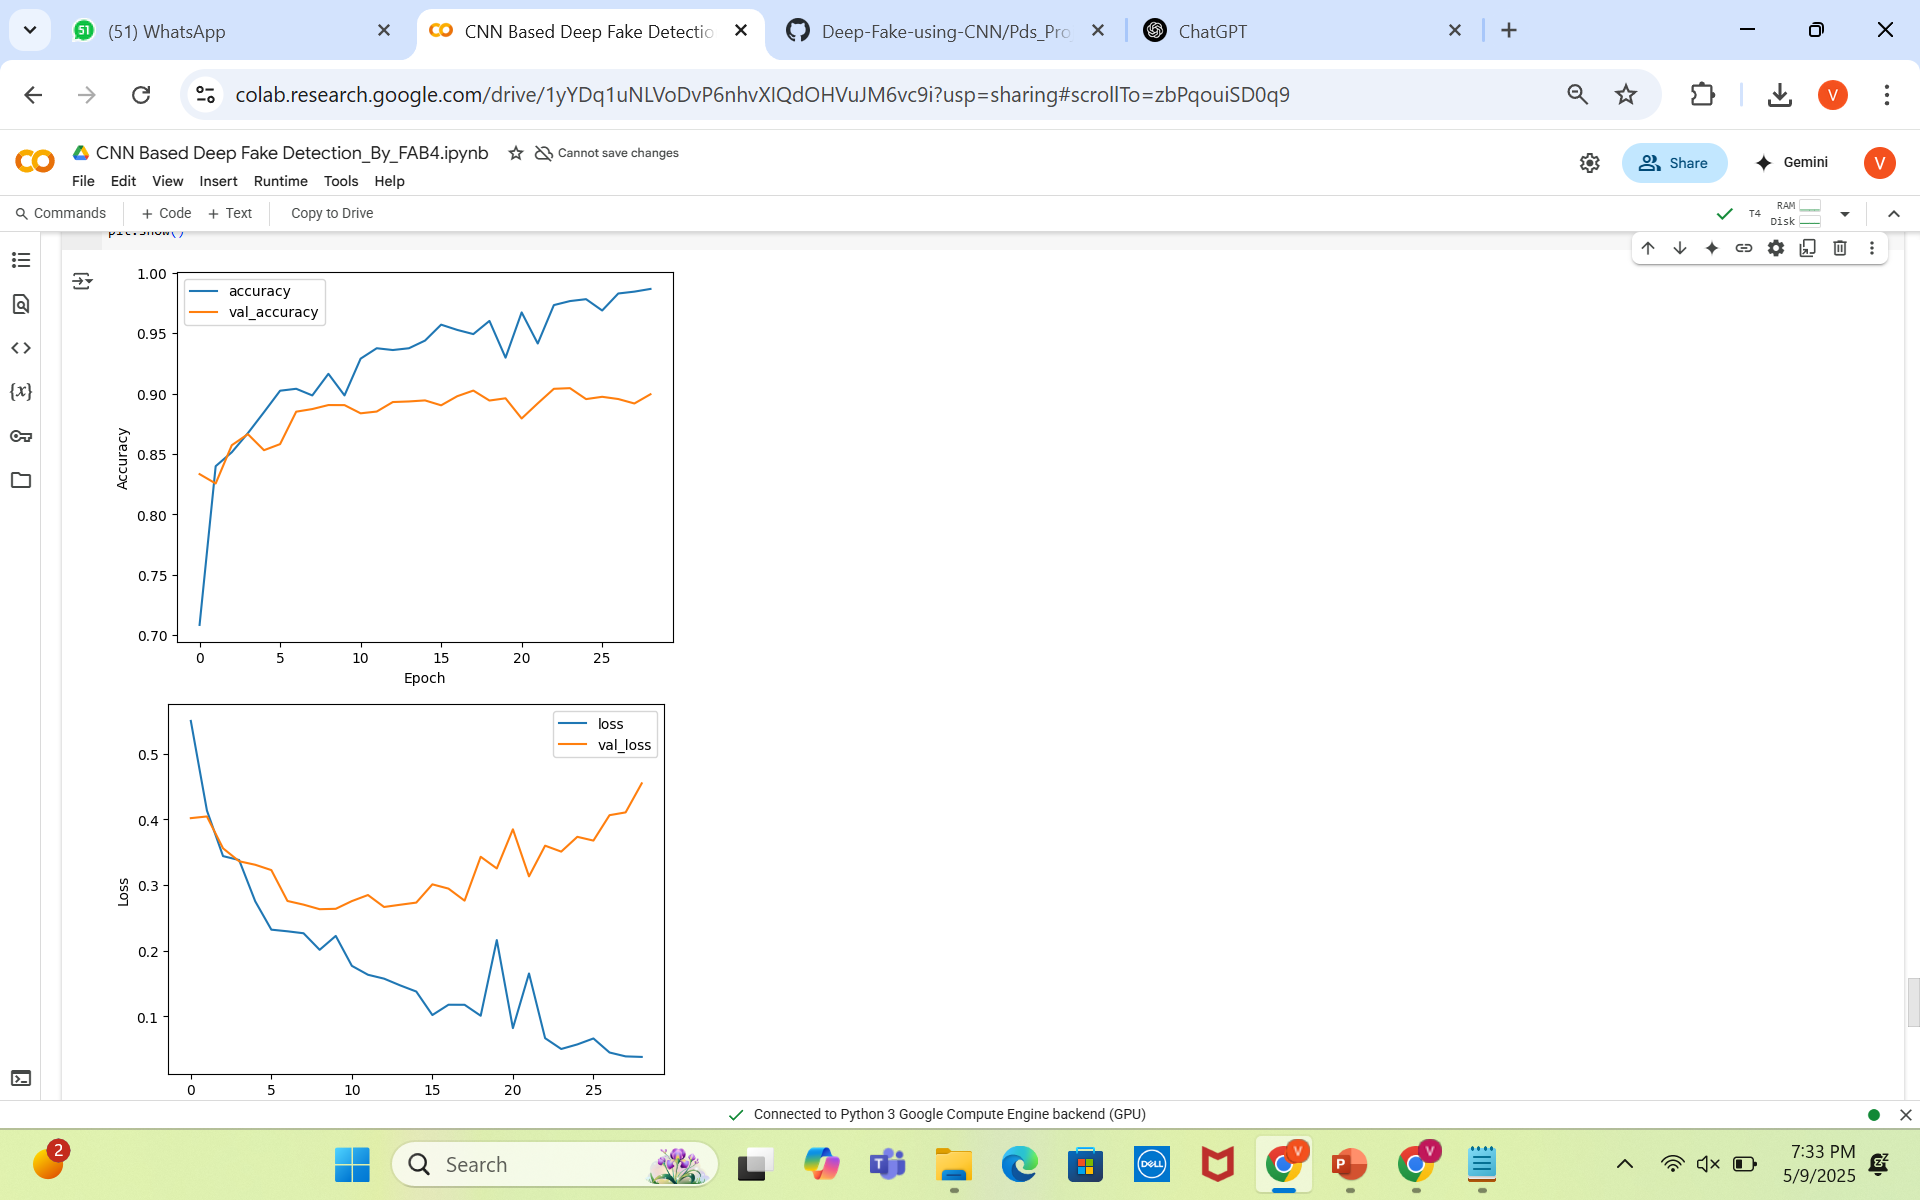 51
(51) WhatsApp
CNN Based Deep Fake Detectio
Deep-Fake-using-CNN/Pds_Pro
ChatGPT
colab.research.google.com/drive/1yYDq1uNLVoDvP6nhvXIQdOHVuJM6vc9i?usp=sharing#scrollTo=zbPqouiSD0q9
V
CNN Based Deep Fake Detection_By_FAB4.ipynb
Cannot save changes
Share
Gemini
V
File Edit View Insert Runtime Tools Help
Commands + Code + Text Copy to Drive
T4
RAM
Disk
plt.show()
1.00
0.95
0.90
0.85
0.80
0.75
0.70
Accuracy
accuracy
val_accuracy
0 5 10 15 20 25
Epoch
0.5
0.4
0.3
0.2
0.1
Loss
loss
val_loss
0 5 10 15 20 25
Connected to Python 3 Google Compute Engine backend (GPU)
2
Search
DELL
V
V
7:33 PM
5/9/2025